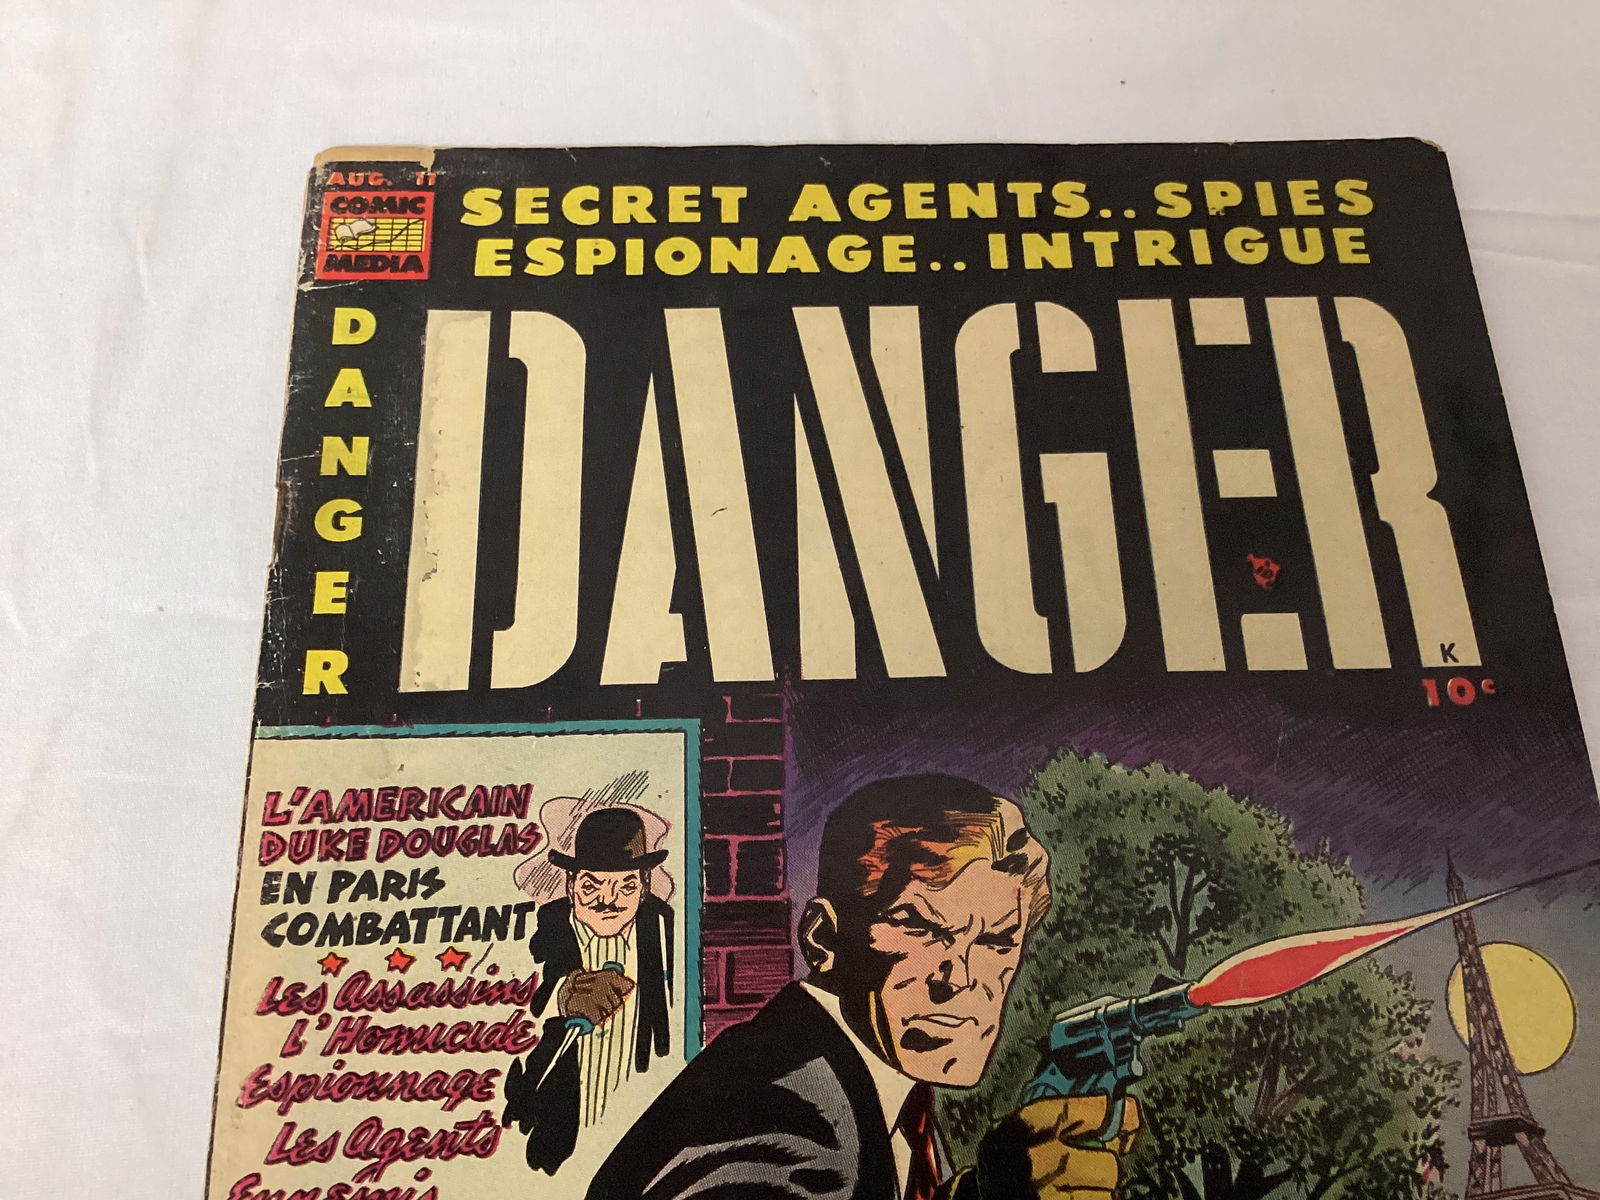 AUG. 11
COMIC
MEDIA
SECRET AGENTS.. SPIES
ESPIONAGE.. INTRIGUE
DANGER
DANGER
K
10¢
L'AMERICAIN
DUKE DOUGLAS
EN PARIS
COMBATTANT
Les Assassins
L'Homicide
Espionnage
Les Agents